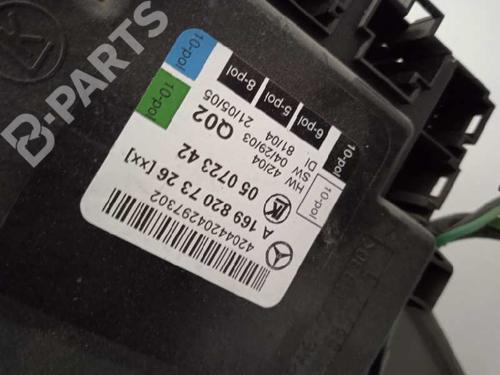 B-PARTS
10-pol
10-pol
8-pol
5-pol
6-pol
10-pol
10-pol
HW 42/04
SW 04/29/03
DI 81/04
21/05/05
Q02
05 0723 42
A 169 820 73 26 [xx]
42044204297302